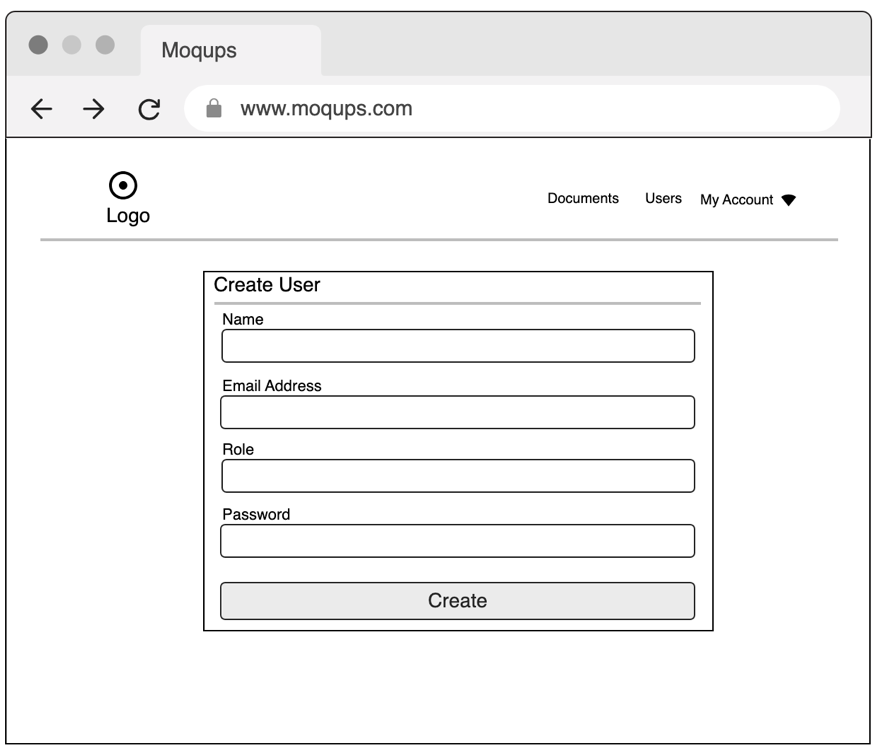 Moqups
www.moqups.com
Logo
Documents Users My Account
Create User
Name
Email Address
Role
Password
Create